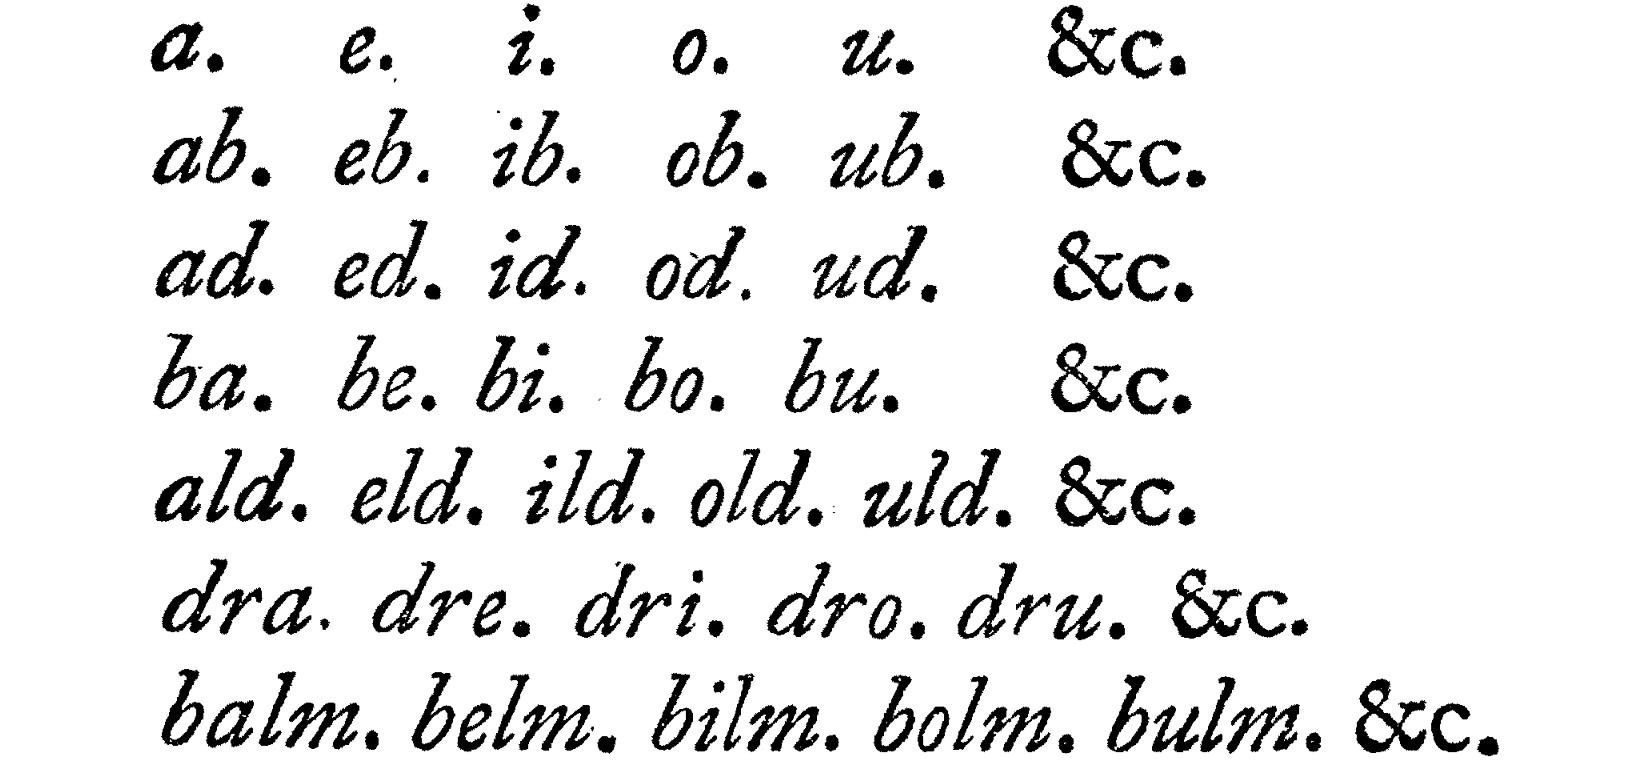 a. e. i. o. u. &c.
ab. eb. ib. ob. ub. &c.
ad. ed. id. od. ud. &c.
ba. be. bi. bo. bu. &c.
ald. eld. ild. old. uld. &c.
dra. dre. dri. dro. dru. &c.
balm. belm. bilm. bolm. bulm. &c.